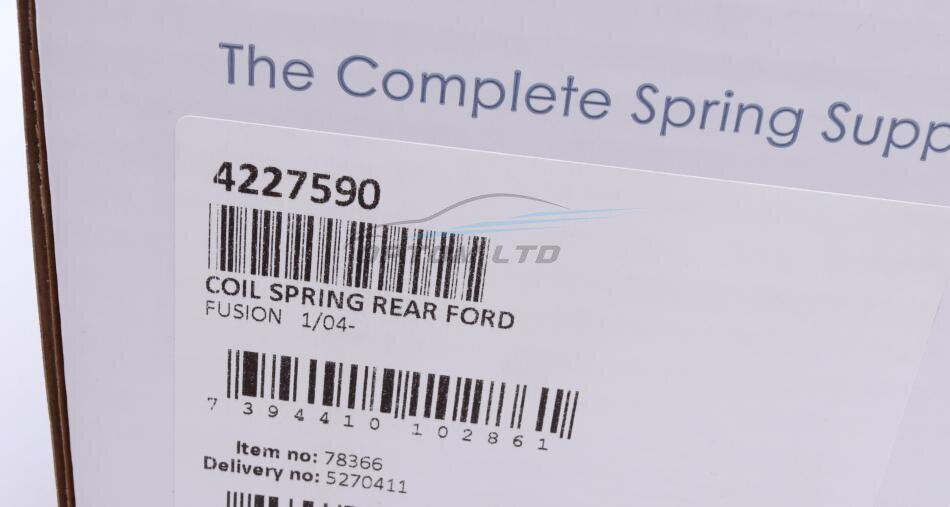 The Complete Spring Supp
4227590
COIL SPRING REAR FORD
FUSION 1/04-
7 394410 102861
Item no: 78366
Delivery no: 5270411